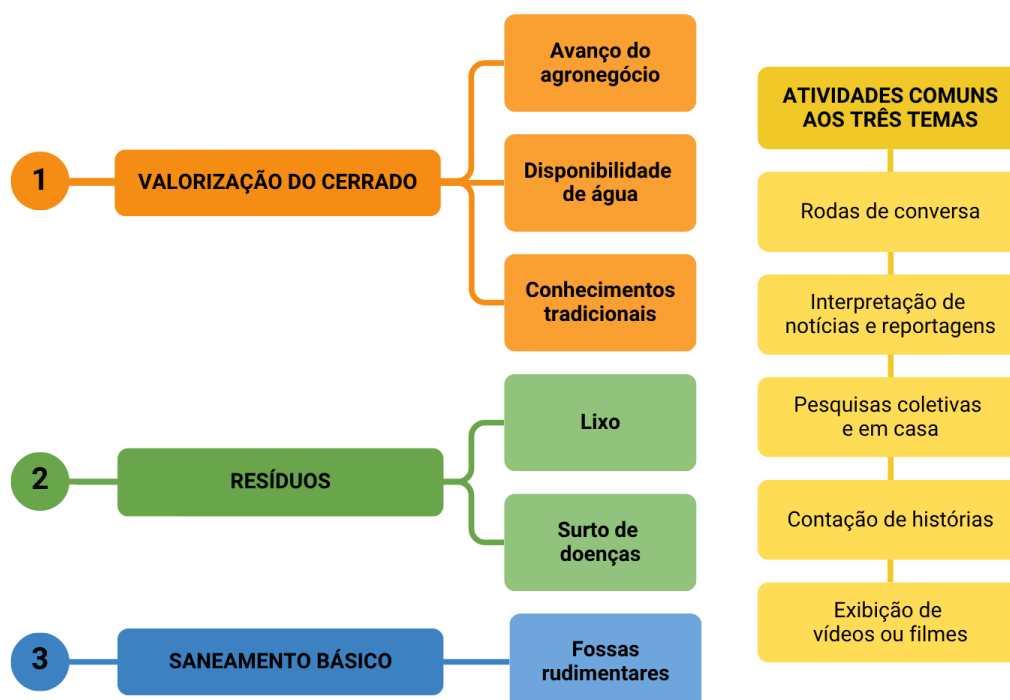 1
VALORIZAÇÃO DO CERRADO
Avanço do
agronegócio
Disponibilidade
de água
Conhecimentos
tradicionais
2
RESÍDUOS
Lixo
Surto de
doenças
3
SANEAMENTO BÁSICO
Fossas
rudimentares
ATIVIDADES COMUNS
AOS TRÊS TEMAS
Rodas de conversa
Interpretação de
notícias e reportagens
Pesquisas coletivas
e em casa
Contação de histórias
Exibição de
vídeos ou filmes